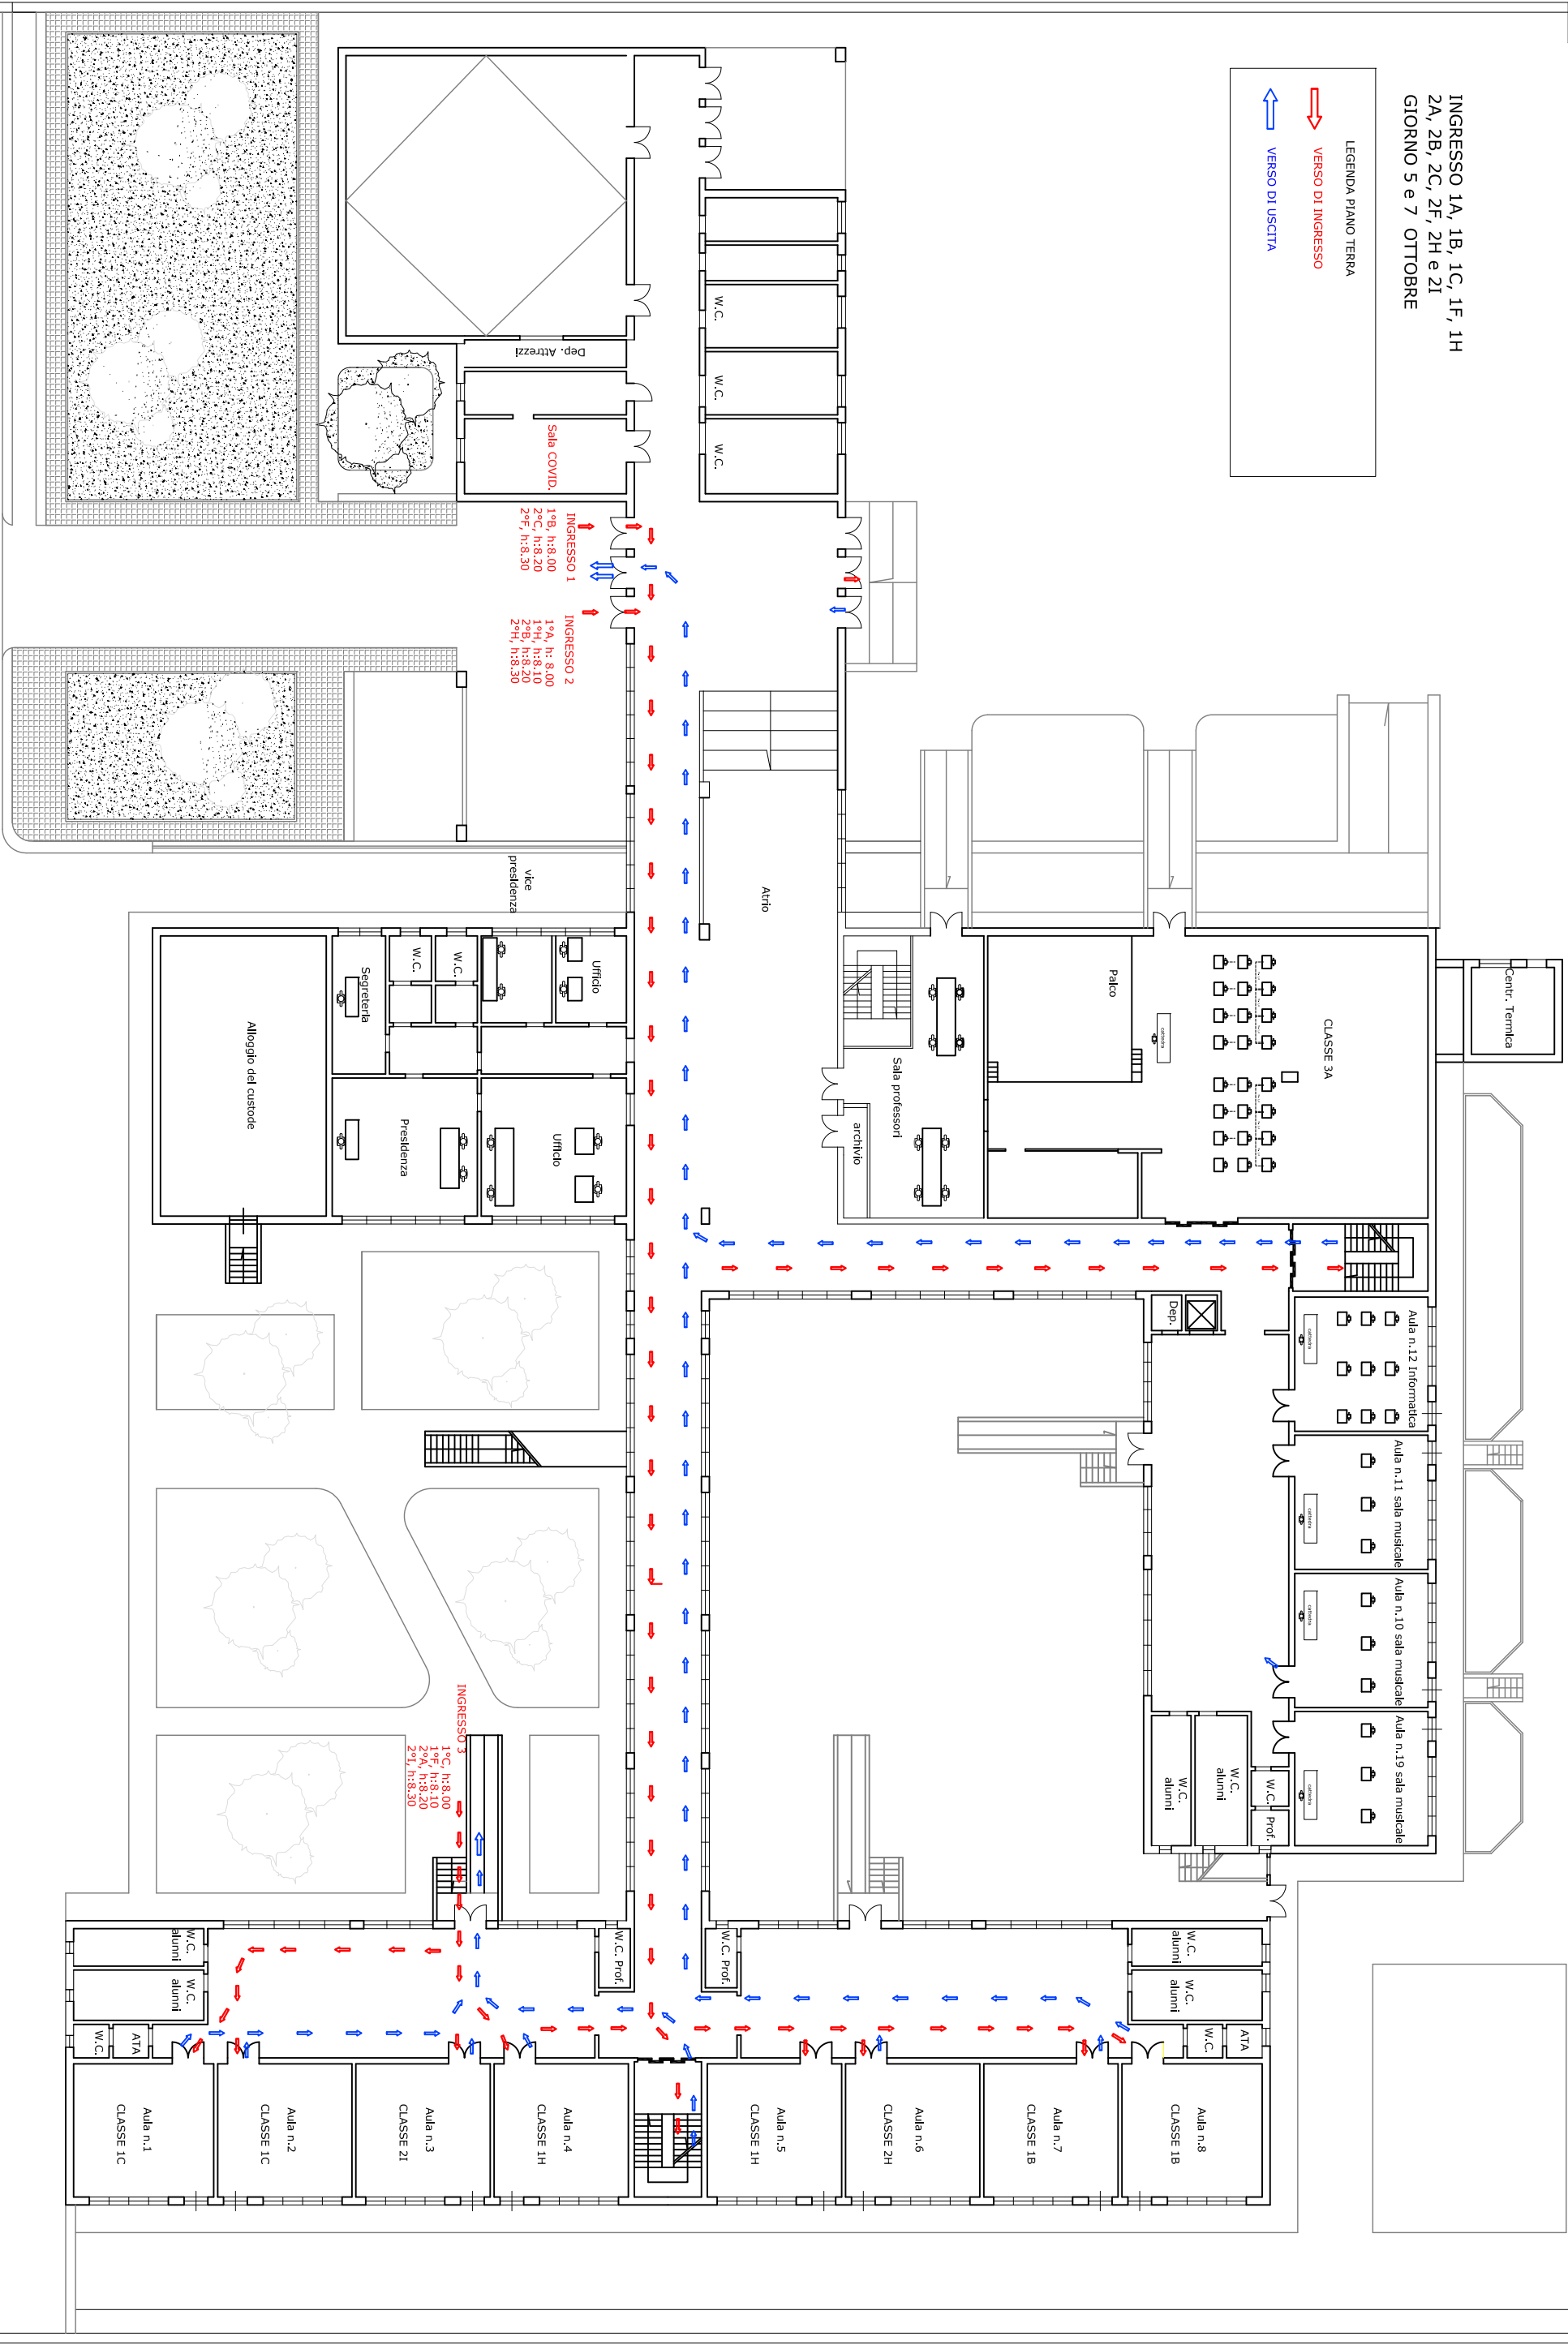 INGRESSO 1A, 1B, 1C, 1F, 1H
2A, 2B, 2C, 2F, 2H e 2I
GIORNO 5 e 7 OTTOBRE
LEGENDA PIANO TERRA
VERSO DI INGRESSO
VERSO DI USCITA
W.C.
W.C.
W.C.
Dep. Attrezzi
Sala COVID.
INGRESSO 1
1°B, h:8.00
2°C, h:8.20
2°F, h:8.30
INGRESSO 2
1°A, h: 8.00
1°H, h:8.10
2°B, h:8.20
2°H, h:8.30
Atrio
vice
presidenza
Centr. Termica
CLASSE 3A
cattedra
Palco
Sala professori
archivio
Ufficio
W.C.
W.C.
Segreteria
Alloggio del custode
Presidenza
Ufficio
Dep.
Aula n.12 Informatica
cattedra
Aula n.11 sala musicale
cattedra
Aula n.10 sala musicale
cattedra
Aula n.19 sala musicale
cattedra
W.C.
Prof.
W.C.
alunni
W.C.
alunni
INGRESSO 3
1°C, h:8.00
1°F, h:8.10
2°A, h:8.20
2°I, h:8.30
W.C.
alunni
W.C.
alunni
W.C.
ATA
W.C. Prof.
W.C. Prof.
W.C.
alunni
W.C.
alunni
W.C.
ATA
Aula n.8
CLASSE 1B
Aula n.7
CLASSE 1B
Aula n.6
CLASSE 2H
Aula n.5
CLASSE 1H
Aula n.4
CLASSE 1H
Aula n.3
CLASSE 2I
Aula n.2
CLASSE 1C
Aula n.1
CLASSE 1C